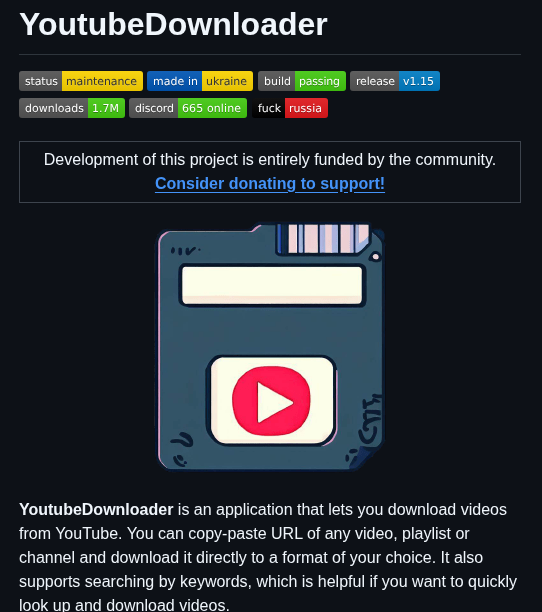 YoutubeDownloader
status maintenance made in ukraine build passing release v1.15
downloads 1.7M discord 665 online fuck russia
Development of this project is entirely funded by the community.
Consider donating to support!
YoutubeDownloader is an application that lets you download videos
from YouTube. You can copy-paste URL of any video, playlist or
channel and download it directly to a format of your choice. It also
supports searching by keywords, which is helpful if you want to quickly
look up and download videos.